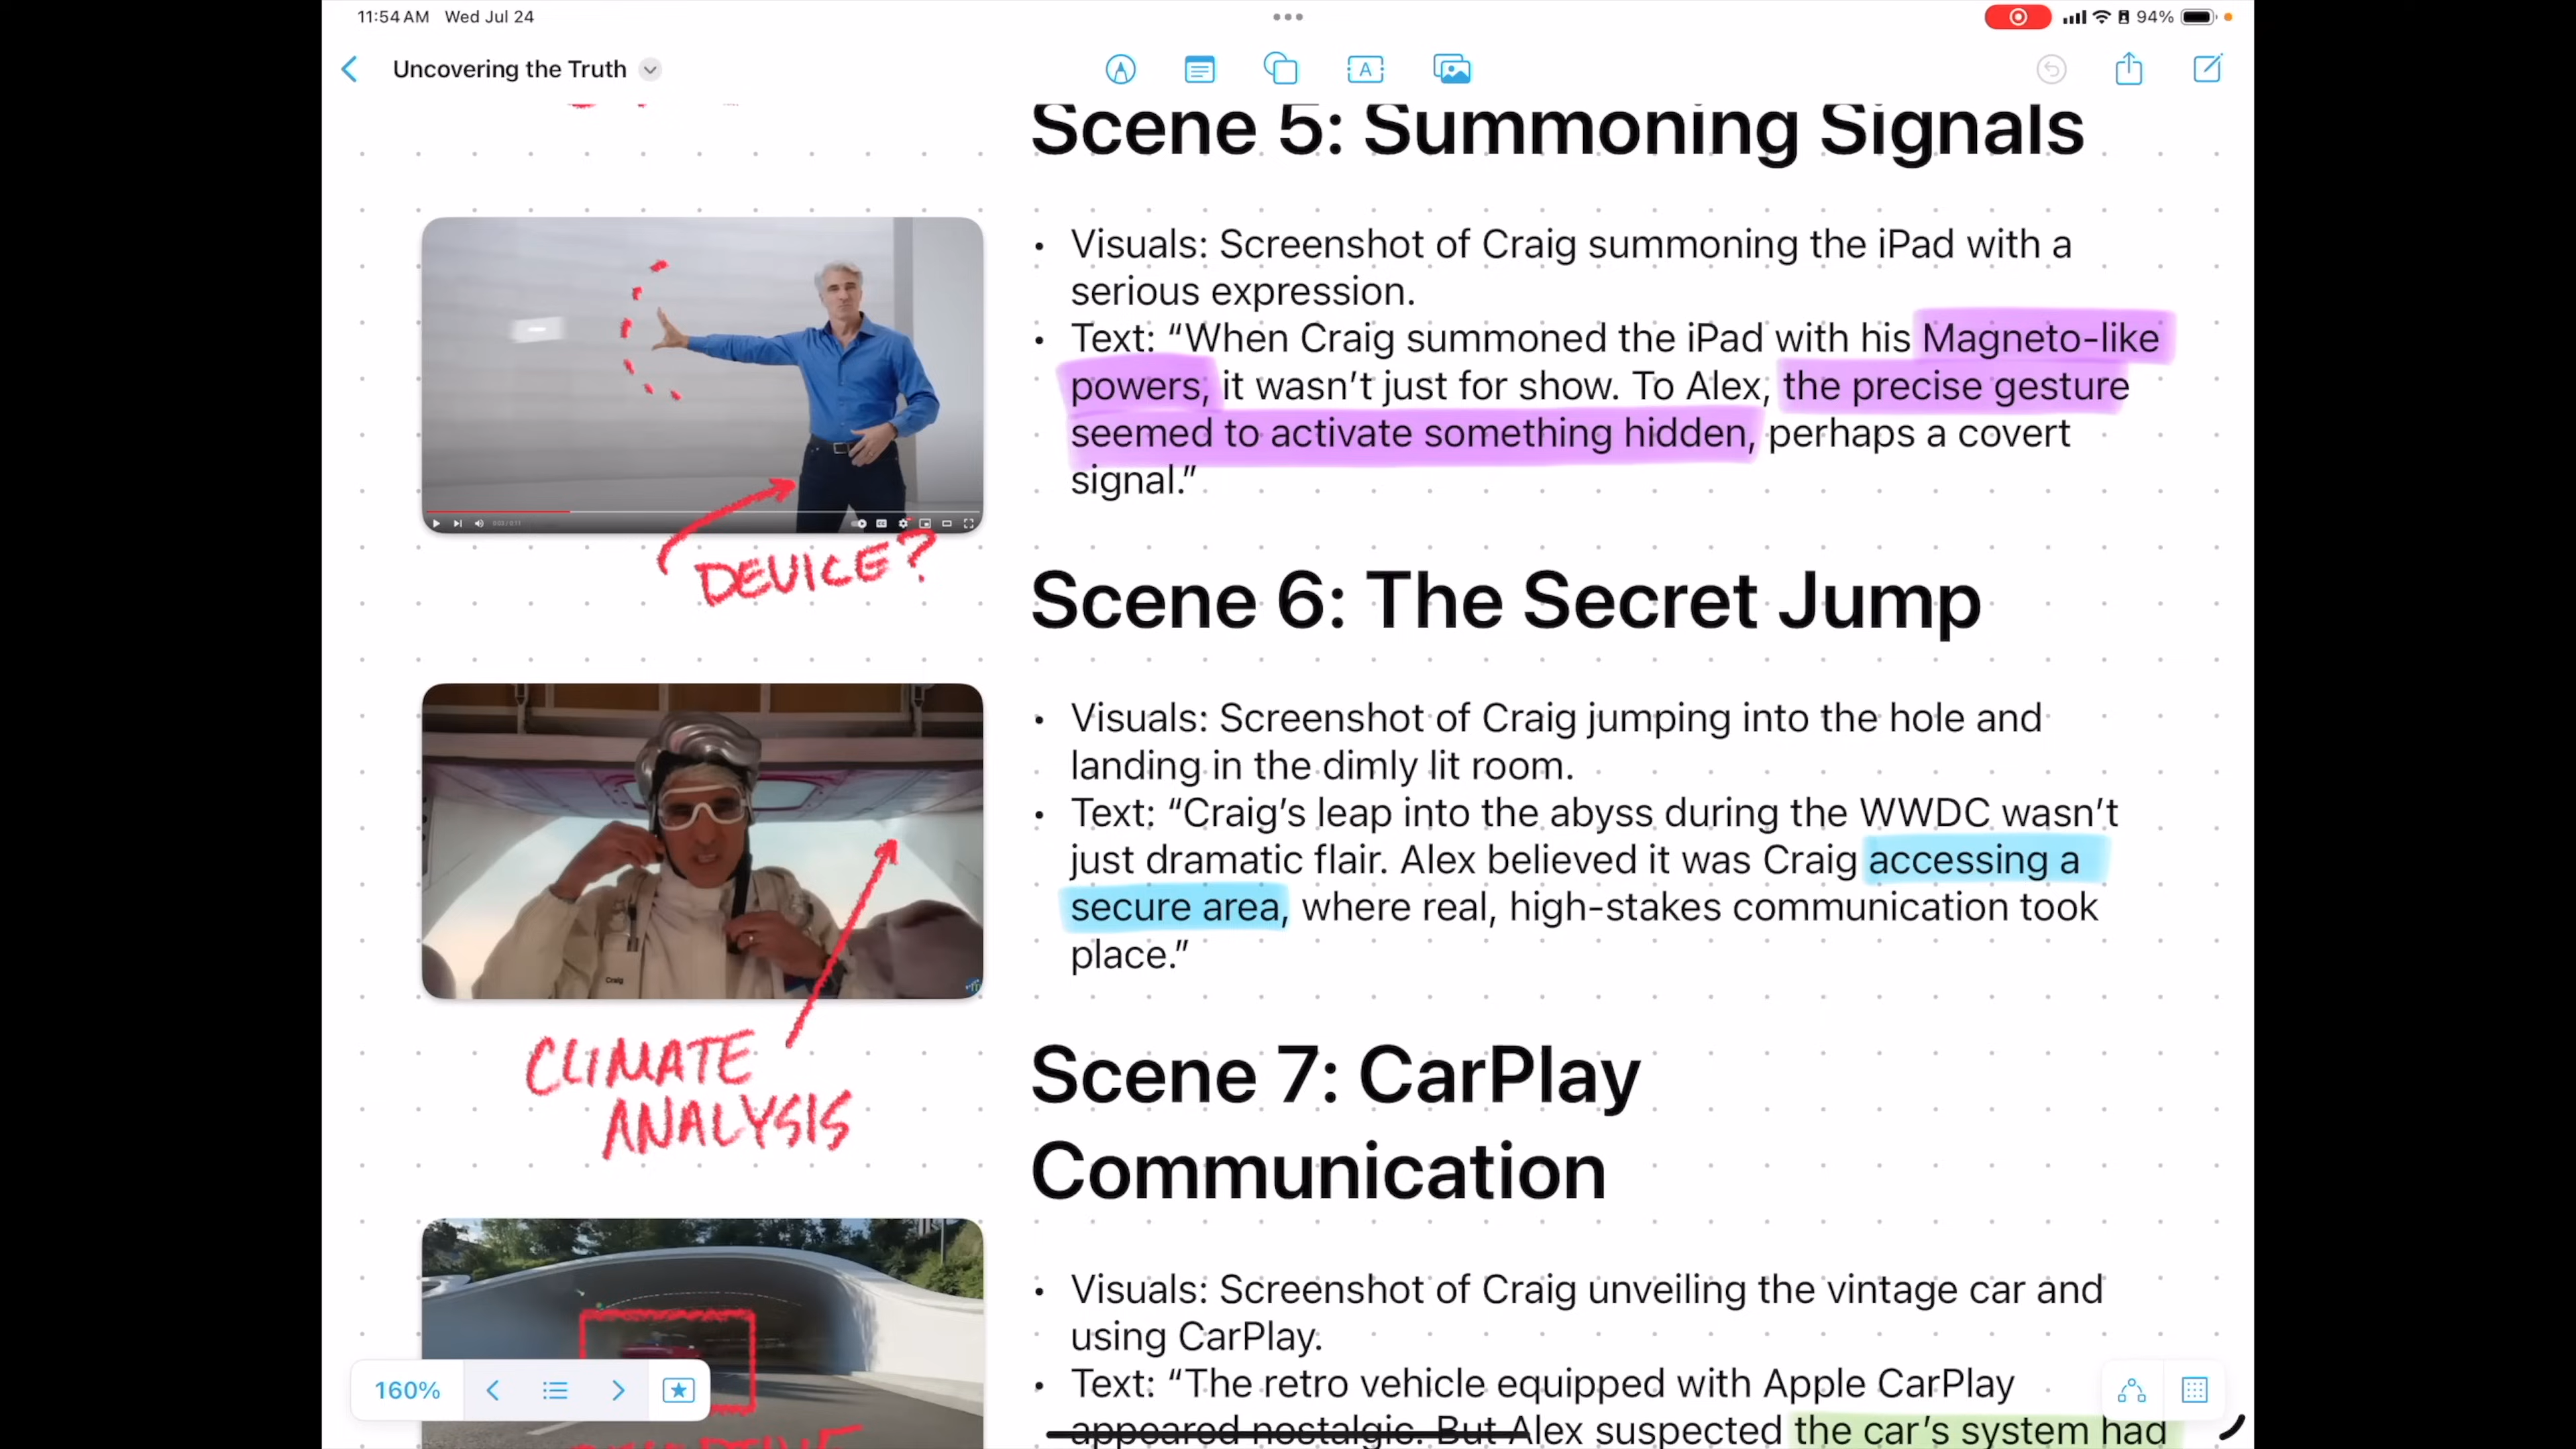 11:54 AM Wed Jul 24
94%
Uncovering the Truth
Scene 5: Summoning Signals
• Visuals: Screenshot of Craig summoning the iPad with a
serious expression.
• Text: “When Craig summoned the iPad with his Magneto-like
powers, it wasn’t just for show. To Alex, the precise gesture
seemed to activate something hidden, perhaps a covert
signal.”
DEVICE?
Scene 6: The Secret Jump
• Visuals: Screenshot of Craig jumping into the hole and
landing in the dimly lit room.
• Text: “Craig’s leap into the abyss during the WWDC wasn’t
just dramatic flair. Alex believed it was Craig accessing a
secure area, where real, high-stakes communication took
place.”
Craig
CLIMATE
ANALYSIS
Scene 7: CarPlay
Communication
• Visuals: Screenshot of Craig unveiling the vintage car and
using CarPlay.
• Text: “The retro vehicle equipped with Apple CarPlay
appeared nostalgic. But Alex suspected the car’s system had
160%